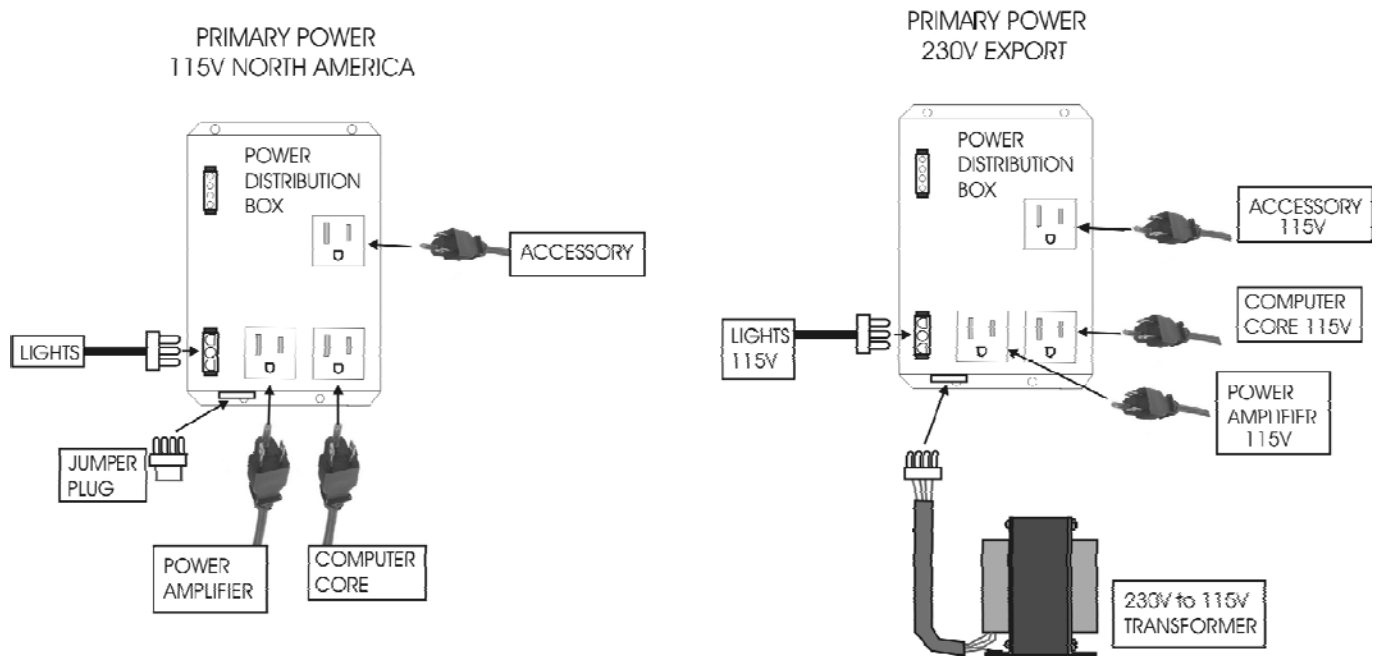 PRIMARY POWER
115V NORTH AMERICA
POWER
DISTRIBUTION
BOX
ACCESSORY
LIGHTS
JUMPER
PLUG
POWER
AMPLIFIER
COMPUTER
CORE
PRIMARY POWER
230V EXPORT
POWER
DISTRIBUTION
BOX
ACCESSORY
115V
COMPUTER
CORE 115V
LIGHTS
115V
POWER
AMPLIFIER
115V
230V to 115V
TRANSFORMER